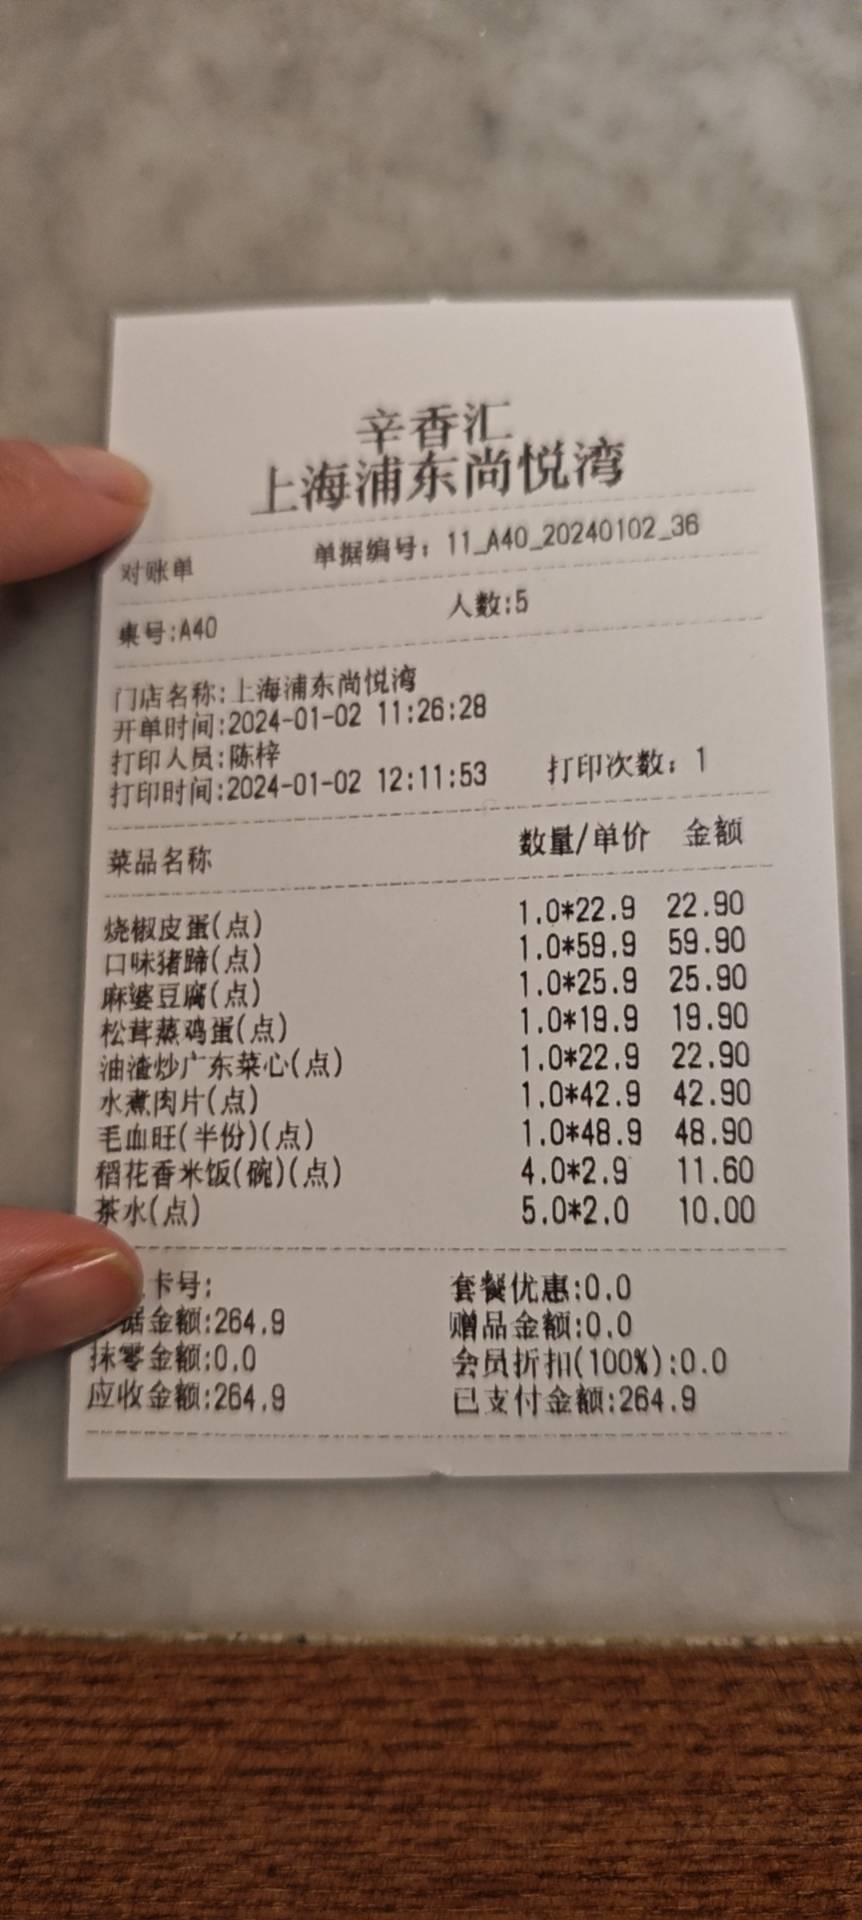 辛香汇
上海浦东尚悦湾
对账单 单据编号：11_A40_20240102_36
桌号:A40 人数:5
门店名称:上海浦东尚悦湾
开单时间:2024-01-02 11:26:28
打印人员:陈梓
打印时间:2024-01-02 12:11:53 打印次数：1
菜品名称 数量/单价 金额
烧椒皮蛋(点) 1.0*22.9 22.90
口味猪蹄(点) 1.0*59.9 59.90
麻婆豆腐(点) 1.0*25.9 25.90
松茸蒸鸡蛋(点) 1.0*19.9 19.90
油渣炒广东菜心(点) 1.0*22.9 22.90
水煮肉片(点) 1.0*42.9 42.90
毛血旺(半份)(点) 1.0*48.9 48.90
稻花香米饭(碗)(点) 4.0*2.9 11.60
茶水(点) 5.0*2.0 10.00
卡号: 套餐优惠:0.0
据金额:264.9 赠品金额:0.0
抹零金额:0.0 会员折扣(100%):0.0
应收金额:264.9 已支付金额:264.9